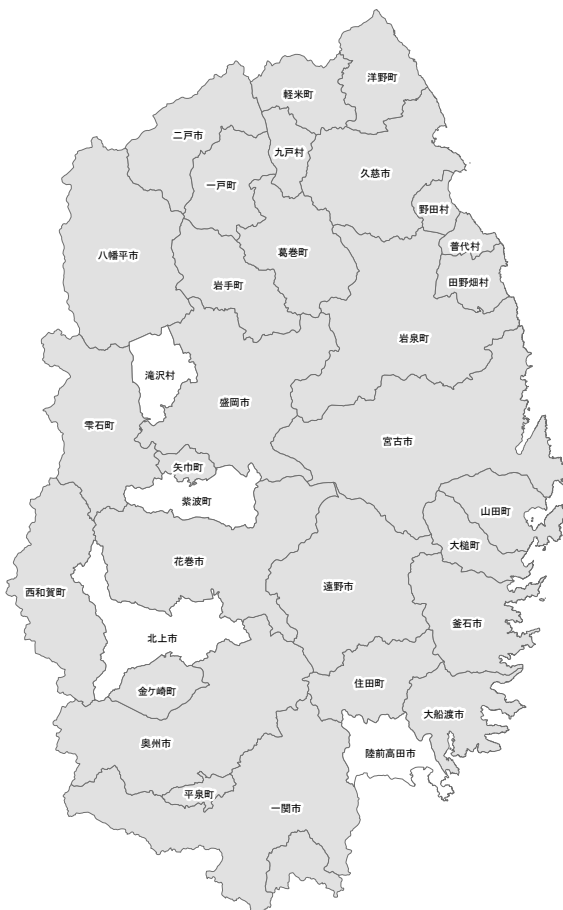 洋野町
軽米町
二戸市
九戸村
一戸町
久慈市
野田村
普代村
八幡平市
葛巻町
田野畑村
岩手町
岩泉町
滝沢村
盛岡市
雫石町
宮古市
矢巾町
紫波町
山田町
大槌町
花巻市
遠野市
西和賀町
釜石市
北上市
住田町
金ケ崎町
大船渡市
奥州市
陸前高田市
平泉町
一関市